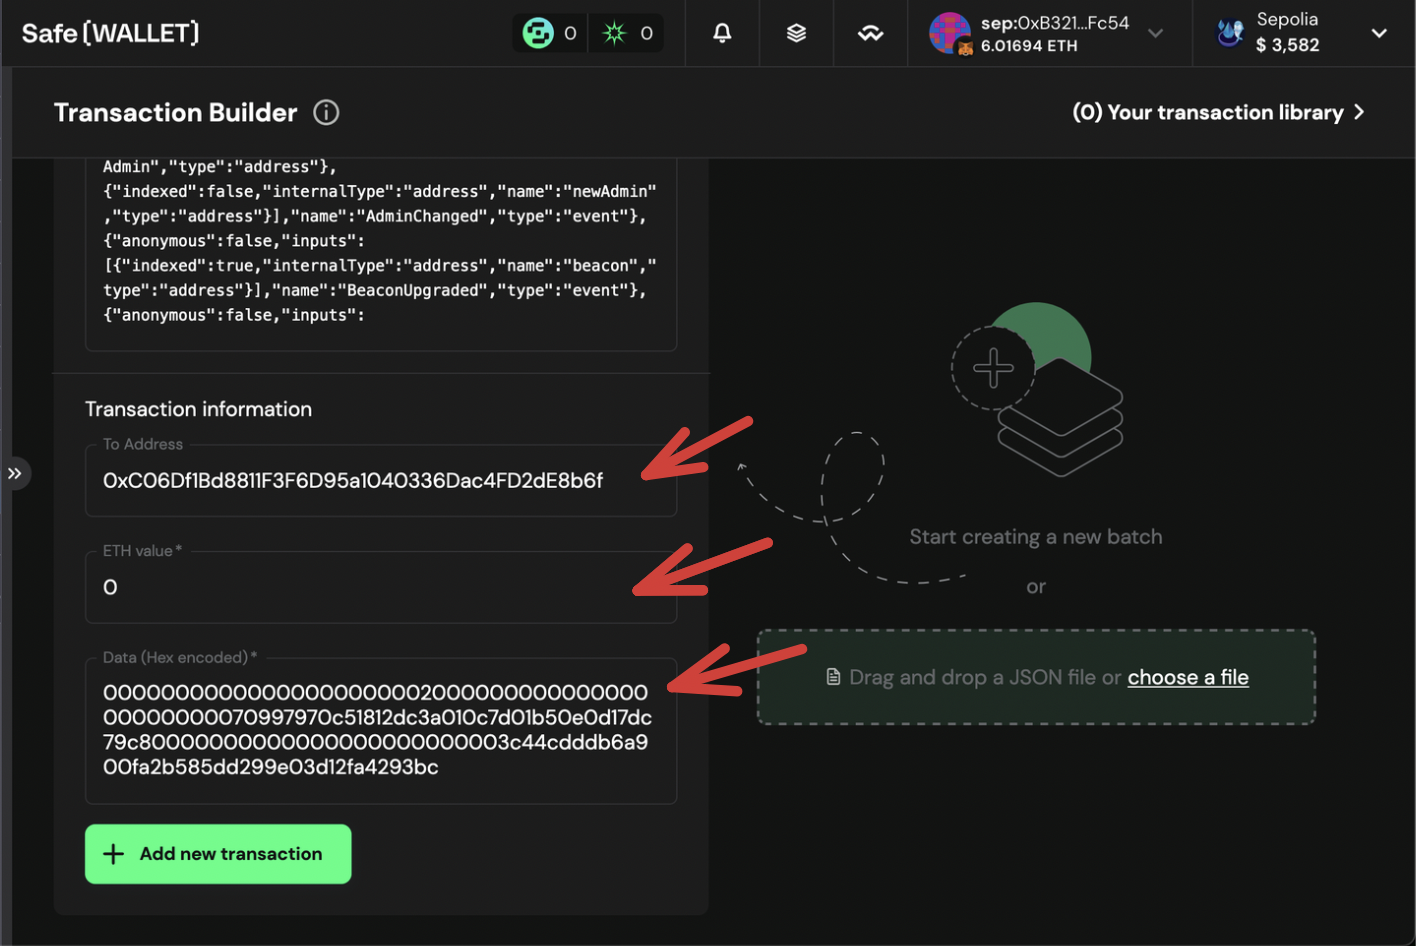 Safe{WALLET}
0
0
sep:0xB321...Fc54
6.01694 ETH
Sepolia
$ 3,582
Transaction Builder
(0) Your transaction library
Admin","type":"address"},
{"indexed":false,"internalType":"address","name":"newAdmin"
,"type":"address"}],"name":"AdminChanged","type":"event"},
{"anonymous":false,"inputs":
[{"indexed":true,"internalType":"address","name":"beacon","
type":"address"}],"name":"BeaconUpgraded","type":"event"},
{"anonymous":false,"inputs":
Transaction information
To Address
0xC06Df1Bd8811F3F6D95a1040336Dac4FD2dE8b6f
ETH value*
0
Data (Hex encoded)*
0000000000000000000000200000000000000
00000000070997970c51812dc3a010c7d01b50e0d17dc
79c80000000000000000000000003c44cdddb6a9
00fa2b585dd299e03d12fa4293bc
Add new transaction
Start creating a new batch
or
Drag and drop a JSON file or choose a file